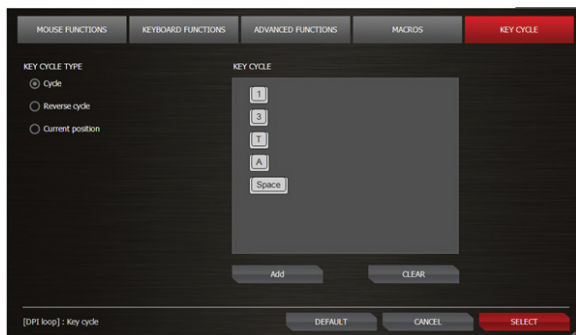 MOUSE FUNCTIONS
KEYBOARD FUNCTIONS
ADVANCED FUNCTIONS
MACROS
KEY CYCLE
KEY CYCLE TYPE
Cycle
Reverse cycle
Current position
KEY CYCLE
1
3
T
A
Space
Add
CLEAR
[DPI loop] : Key cycle
DEFAULT
CANCEL
SELECT